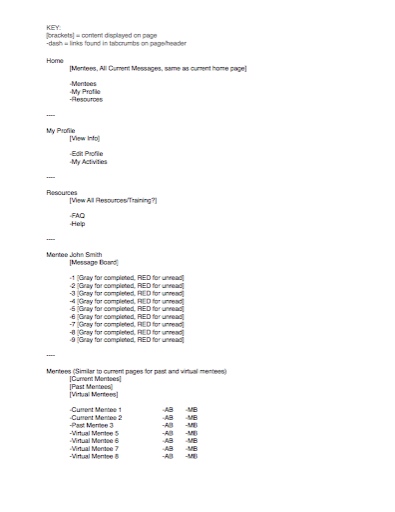 KEY:
[brackets] = content displayed on page
-dash = links found in tabcrumbs on page/header
Home
[Mentees, All Current Messages, same as current home page]
-Mentees
-My Profile
-Resources
----
My Profile
[View Info]
-Edit Profile
-My Activities
----
Resources
[View All Resources/Training?]
-FAQ
-Help
----
Mentee John Smith
[Message Board]
-1 [Gray for completed, RED for unread]
-2 [Gray for completed, RED for unread]
-3 [Gray for completed, RED for unread]
-4 [Gray for completed, RED for unread]
-5 [Gray for completed, RED for unread]
-6 [Gray for completed, RED for unread]
-7 [Gray for completed, RED for unread]
-8 [Gray for completed, RED for unread]
-9 [Gray for completed, RED for unread]
----
Mentees (Similar to current pages for past and virtual mentees)
[Current Mentees]
[Past Mentees]
[Virtual Mentees]
-Current Mentee 1 -AB -MB
-Current Mentee 2 -AB -MB
-Past Mentee 3 -AB -MB
-Virtual Mentee 5 -AB -MB
-Virtual Mentee 6 -AB -MB
-Virtual Mentee 7 -AB -MB
-Virtual Mentee 8 -AB -MB